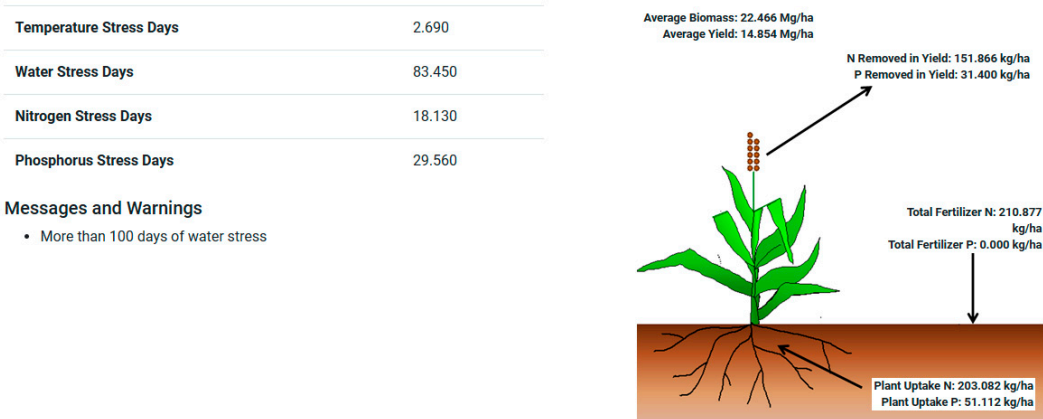 Temperature Stress Days 2.690
Water Stress Days 83.450
Nitrogen Stress Days 18.130
Phosphorus Stress Days 29.560
Messages and Warnings
• More than 100 days of water stress
Average Biomass: 22.466 Mg/ha
Average Yield: 14.854 Mg/ha
N Removed in Yield: 151.866 kg/ha
P Removed in Yield: 31.400 kg/ha
Total Fertilizer N: 210.877
kg/ha
Total Fertilizer P: 0.000 kg/ha
Plant Uptake N: 203.082 kg/ha
Plant Uptake P: 51.112 kg/ha